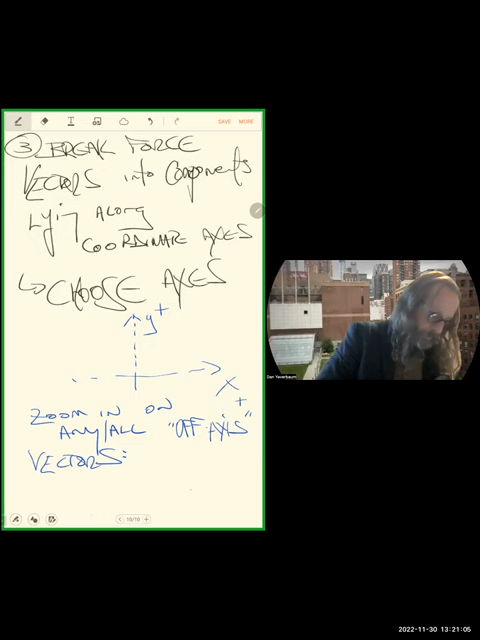 SAVE MORE
③ BREAK FORCE
VECTORS into Components
Lying Along
COORDINATE AXES
↳ CHOOSE AXES
y+
X
+
ZOOM IN ON
ANY/ALL "OFF-AXIS"
VECTORS:
10/10
Dan Yaverbaum
2022-11-30 13:21:05